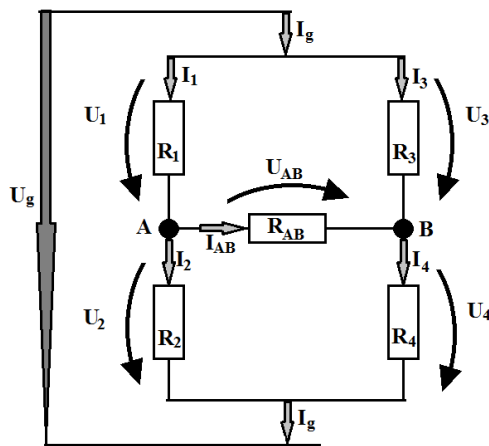 I_g
I_1
I_3
U_1
U_3
R_1
R_3
U_AB
U_g
A
B
R_AB
I_AB
I_2
I_4
U_2
U_4
R_2
R_4
I_g